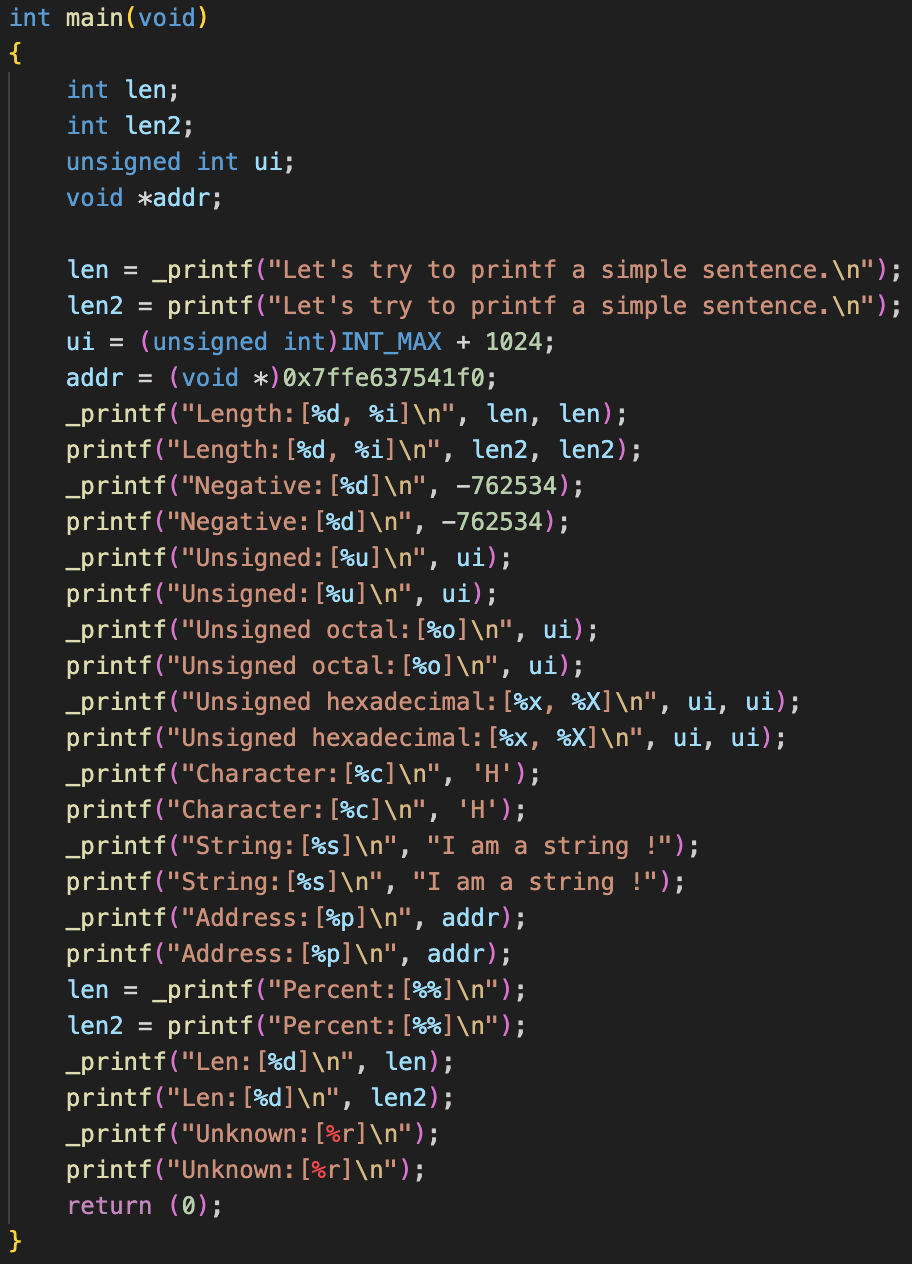 int main(void)
{
    int len;
    int len2;
    unsigned int ui;
    void *addr;

    len = _printf("Let's try to printf a simple sentence.\n");
    len2 = printf("Let's try to printf a simple sentence.\n");
    ui = (unsigned int)INT_MAX + 1024;
    addr = (void *)0x7ffe637541f0;
    _printf("Length:[%d, %i]\n", len, len);
    printf("Length:[%d, %i]\n", len2, len2);
    _printf("Negative:[%d]\n", -762534);
    printf("Negative:[%d]\n", -762534);
    _printf("Unsigned:[%u]\n", ui);
    printf("Unsigned:[%u]\n", ui);
    _printf("Unsigned octal:[%o]\n", ui);
    printf("Unsigned octal:[%o]\n", ui);
    _printf("Unsigned hexadecimal:[%x, %X]\n", ui, ui);
    printf("Unsigned hexadecimal:[%x, %X]\n", ui, ui);
    _printf("Character:[%c]\n", 'H');
    printf("Character:[%c]\n", 'H');
    _printf("String:[%s]\n", "I am a string !");
    printf("String:[%s]\n", "I am a string !");
    _printf("Address:[%p]\n", addr);
    printf("Address:[%p]\n", addr);
    len = _printf("Percent:[%%]\n");
    len2 = printf("Percent:[%%]\n");
    _printf("Len:[%d]\n", len);
    printf("Len:[%d]\n", len2);
    _printf("Unknown:[%r]\n");
    printf("Unknown:[%r]\n");
    return (0);
}